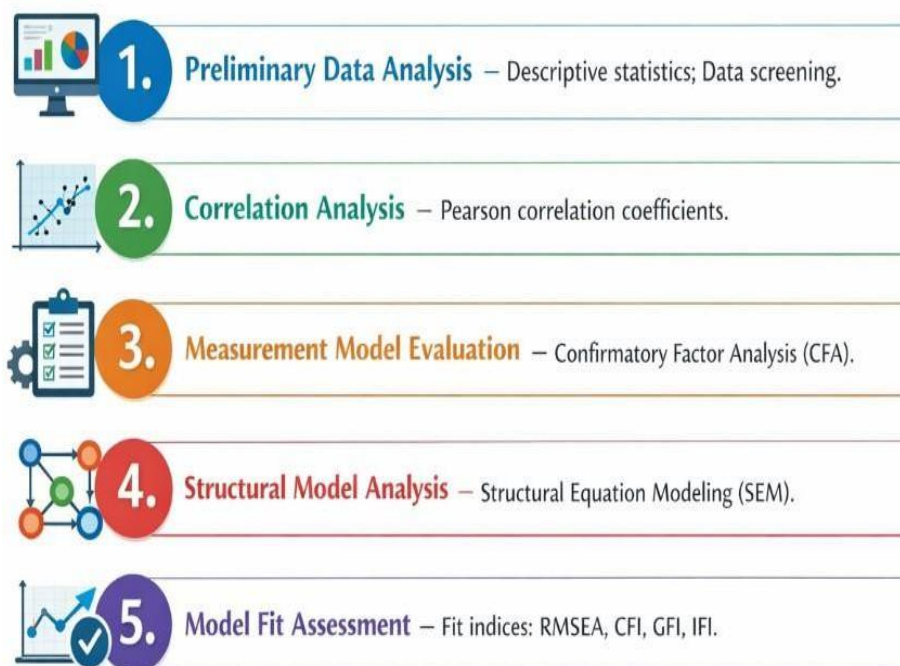 1. Preliminary Data Analysis – Descriptive statistics; Data screening.
2. Correlation Analysis – Pearson correlation coefficients.
3. Measurement Model Evaluation – Confirmatory Factor Analysis (CFA).
4. Structural Model Analysis – Structural Equation Modeling (SEM).
5. Model Fit Assessment – Fit indices: RMSEA, CFI, GFI, IFI.